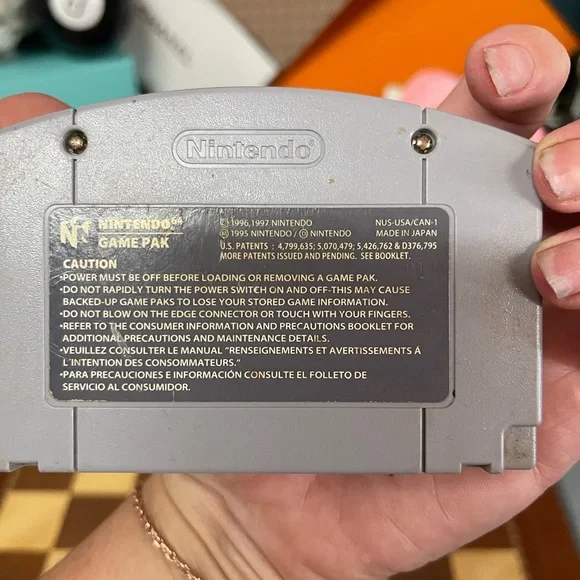 Nintendo®
NINTENDO64
GAME PAK
©1996,1997 NINTENDO
©1995 NINTENDO / Ⓓ NINTENDO
NUS-USA/CAN-1
MADE IN JAPAN
U.S. PATENTS : 4,799,635; 5,070,479; 5,426,762 & D376,795
MORE PATENTS ISSUED AND PENDING. SEE BOOKLET.
CAUTION
•POWER MUST BE OFF BEFORE LOADING OR REMOVING A GAME PAK.
•DO NOT RAPIDLY TURN THE POWER SWITCH ON AND OFF-THIS MAY CAUSE
BACKED-UP GAME PAKS TO LOSE YOUR STORED GAME INFORMATION.
•DO NOT BLOW ON THE EDGE CONNECTOR OR TOUCH WITH YOUR FINGERS.
•REFER TO THE CONSUMER INFORMATION AND PRECAUTIONS BOOKLET FOR
ADDITIONAL PRECAUTIONS AND MAINTENANCE DETAILS.
•VEUILLEZ CONSULTER LE MANUAL "RENSEIGNEMENTS ET AVERTISSEMENTS Á
L'INTENTION DES CONSOMMATEURS."
•PARA PRECAUCIONES E INFORMACIÓN CONSULTE EL FOLLETO DE
SERVICIO AL CONSUMIDOR.